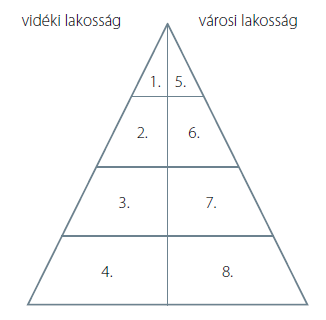 vidéki lakosság városi lakosság
1. 5.
2. 6.
3. 7.
4. 8.